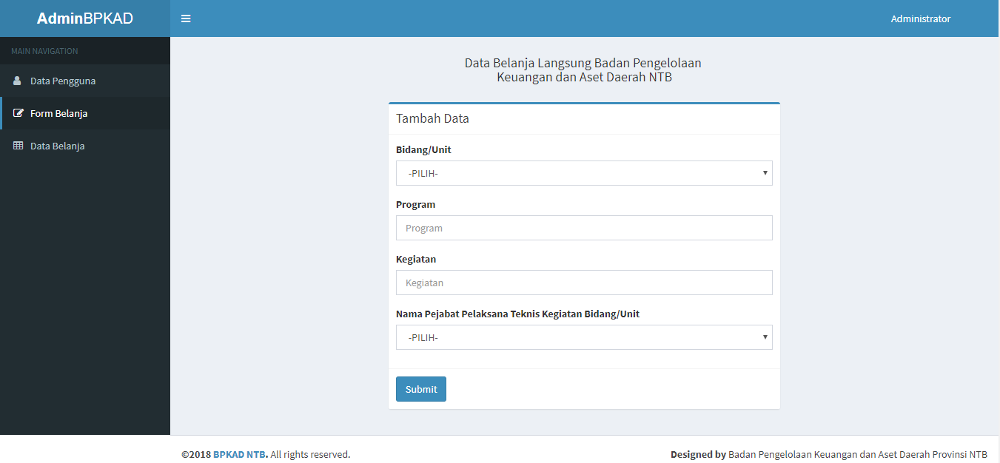 AdminBPKAD
Administrator
MAIN NAVIGATION
Data Pengguna
Form Belanja
Data Belanja
Data Belanja Langsung Badan Pengelolaan
Keuangan dan Aset Daerah NTB
Tambah Data
Bidang/Unit
-PILIH-
Program
Program
Kegiatan
Kegiatan
Nama Pejabat Pelaksana Teknis Kegiatan Bidang/Unit
-PILIH-
Submit
©2018 BPKAD NTB. All rights reserved.
Designed by Badan Pengelolaan Keuangan dan Aset Daerah Provinsi NTB